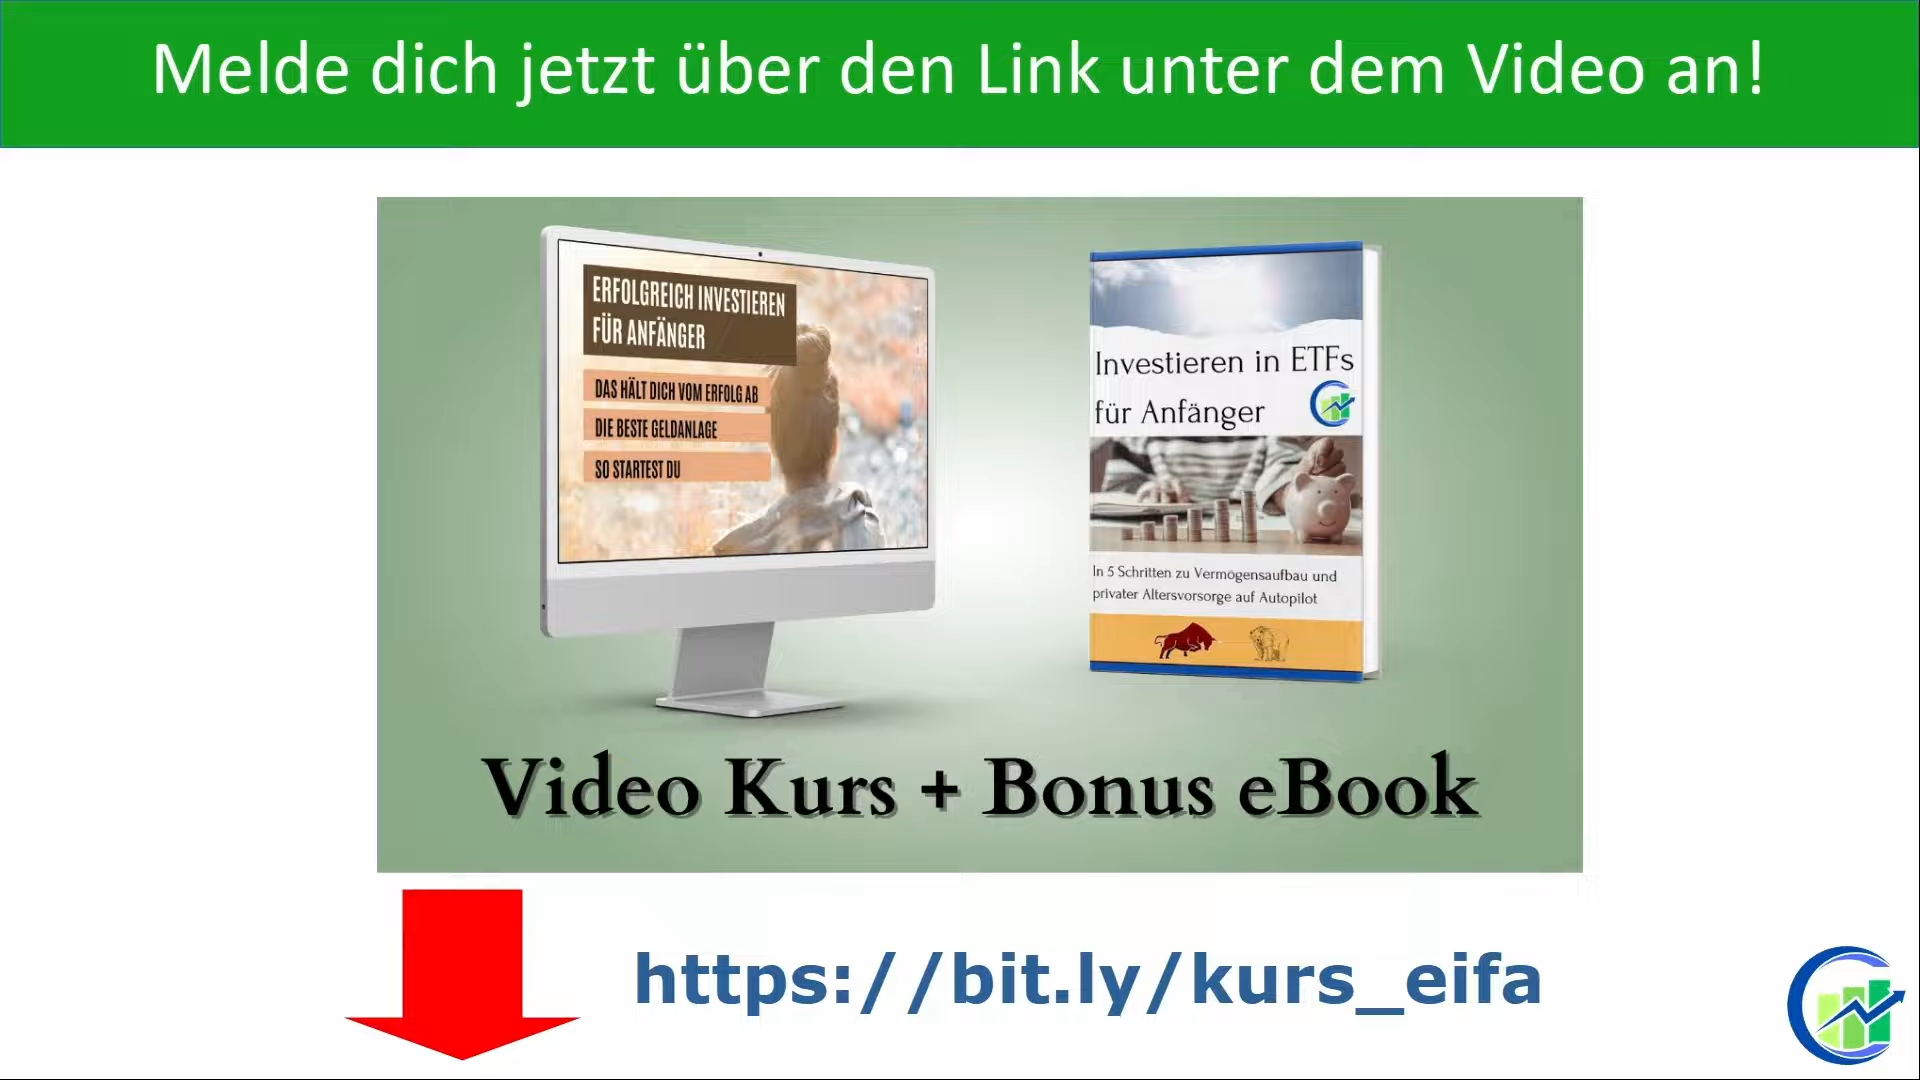 Melde dich jetzt über den Link unter dem Video an!
ERFOLGREICH INVESTIEREN
FÜR ANFÄNGER
DAS HÄLT DICH VOM ERFOLG AB
DIE BESTE GELDANLAGE
SO STARTEST DU
Investieren in ETFs
für Anfänger
In 5 Schritten zu Vermögensaufbau und
privater Altersvorsorge auf Autopilot
Video Kurs + Bonus eBook
https://bit.ly/kurs_eifa